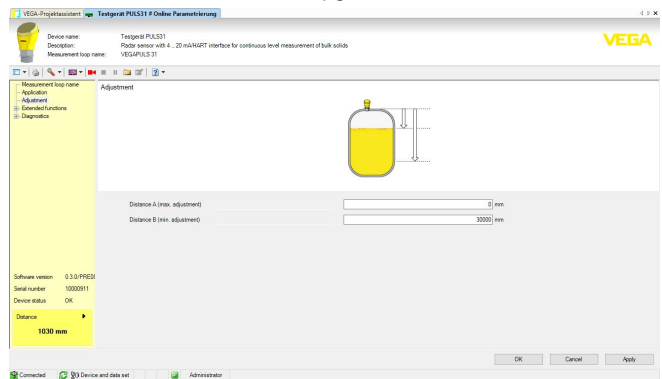 VEGA-Projektassistent
Testgerät PULS31 # Online Parametrierung
Device name: Testgerät PULS31
Description: Radar sensor with 4 ... 20 mA/HART interface for continuous level measurement of bulk solids
Measurement loop name: VEGAPULS 31
VEGA
Measurement loop name
Application
Adjustment
Extended functions
Diagnostics
Adjustment
Distance A (max. adjustment) 0 mm
Distance B (min. adjustment) 30000 mm
Software version 0.3.0/PRE0
Serial number 10000911
Device status OK
Distance
1030 mm
OK Cancel Apply
Connected Device and data set Administrator